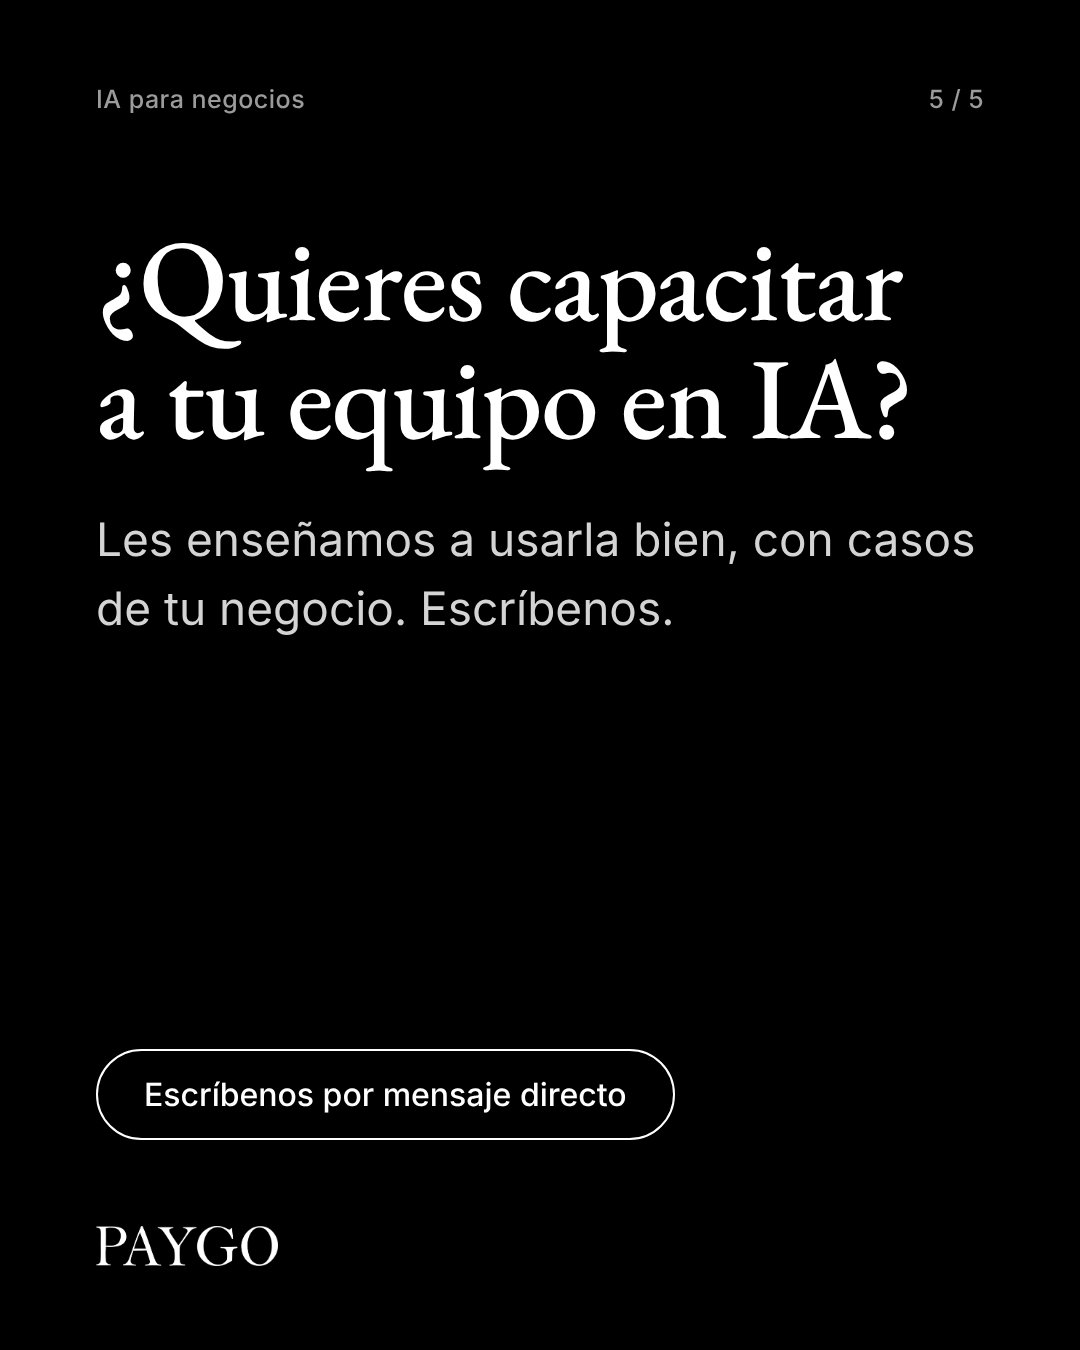 IA para negocios
5 / 5
¿Quieres capacitar
a tu equipo en IA?
Les enseñamos a usarla bien, con casos
de tu negocio. Escríbenos.
Escríbenos por mensaje directo
PAYGO